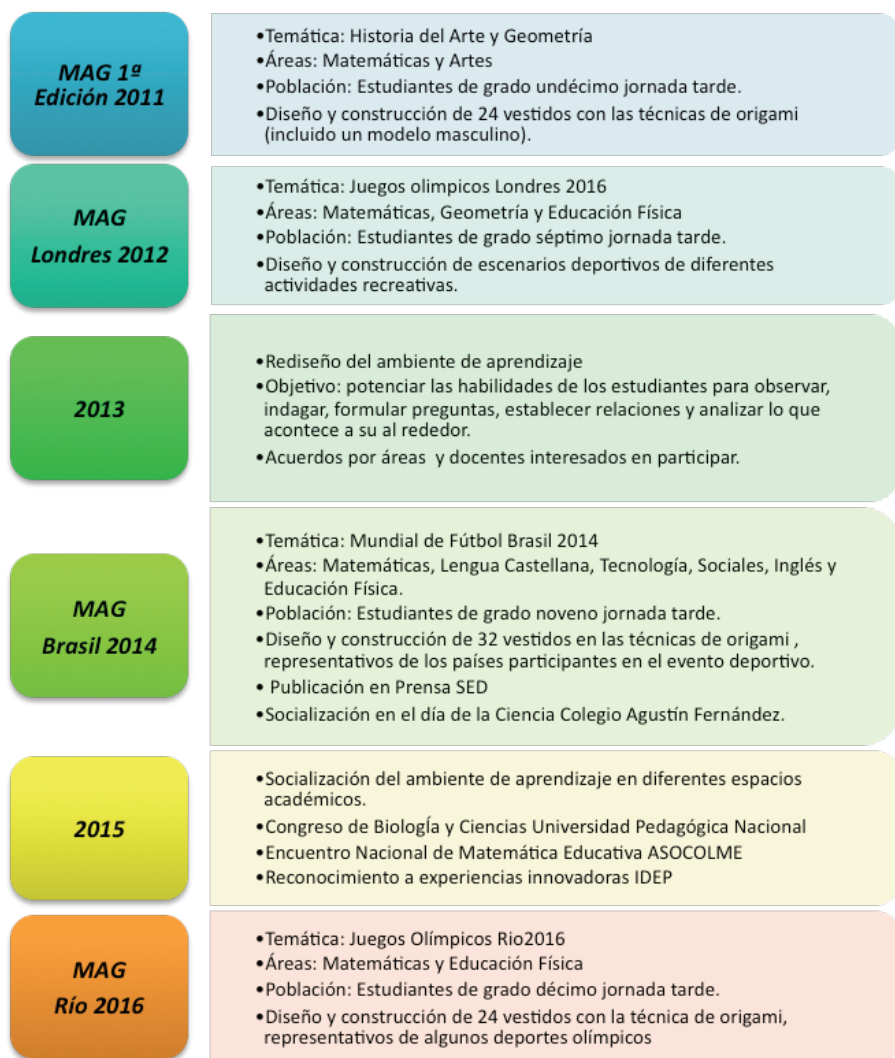 MAG 1ª
Edición 2011
•Temática: Historia del Arte y Geometría
•Áreas: Matemáticas y Artes
•Población: Estudiantes de grado undécimo jornada tarde.
•Diseño y construcción de 24 vestidos con las técnicas de origami
(incluido un modelo masculino).
MAG
Londres 2012
•Temática: Juegos olimpicos Londres 2016
•Áreas: Matemáticas, Geometría y Educación Física
•Población: Estudiantes de grado séptimo jornada tarde.
•Diseño y construcción de escenarios deportivos de diferentes
actividades recreativas.
2013
•Rediseño del ambiente de aprendizaje
•Objetivo: potenciar las habilidades de los estudiantes para observar,
indagar, formular preguntas, establecer relaciones y analizar lo que
acontece a su al rededor.
•Acuerdos por áreas y docentes interesados en participar.
MAG
Brasil 2014
•Temática: Mundial de Fútbol Brasil 2014
•Áreas: Matemáticas, Lengua Castellana, Tecnología, Sociales, Inglés y
Educación Física.
•Población: Estudiantes de grado noveno jornada tarde.
•Diseño y construcción de 32 vestidos en las técnicas de origami ,
representativos de los países participantes en el evento deportivo.
• Publicación en Prensa SED
•Socialización en el día de la Ciencia Colegio Agustín Fernández.
2015
•Socialización del ambiente de aprendizaje en diferentes espacios
académicos.
•Congreso de BiologÍa y Ciencias Universidad Pedagógica Nacional
•Encuentro Nacional de Matemática Educativa ASOCOLME
•Reconocimiento a experiencias innovadoras IDEP
MAG
Río 2016
•Temática: Juegos Olímpicos Rio2016
•Áreas: Matemáticas y Educación Física
•Población: Estudiantes de grado décimo jornada tarde.
•Diseño y construcción de 24 vestidos con la técnica de origami,
representativos de algunos deportes olímpicos